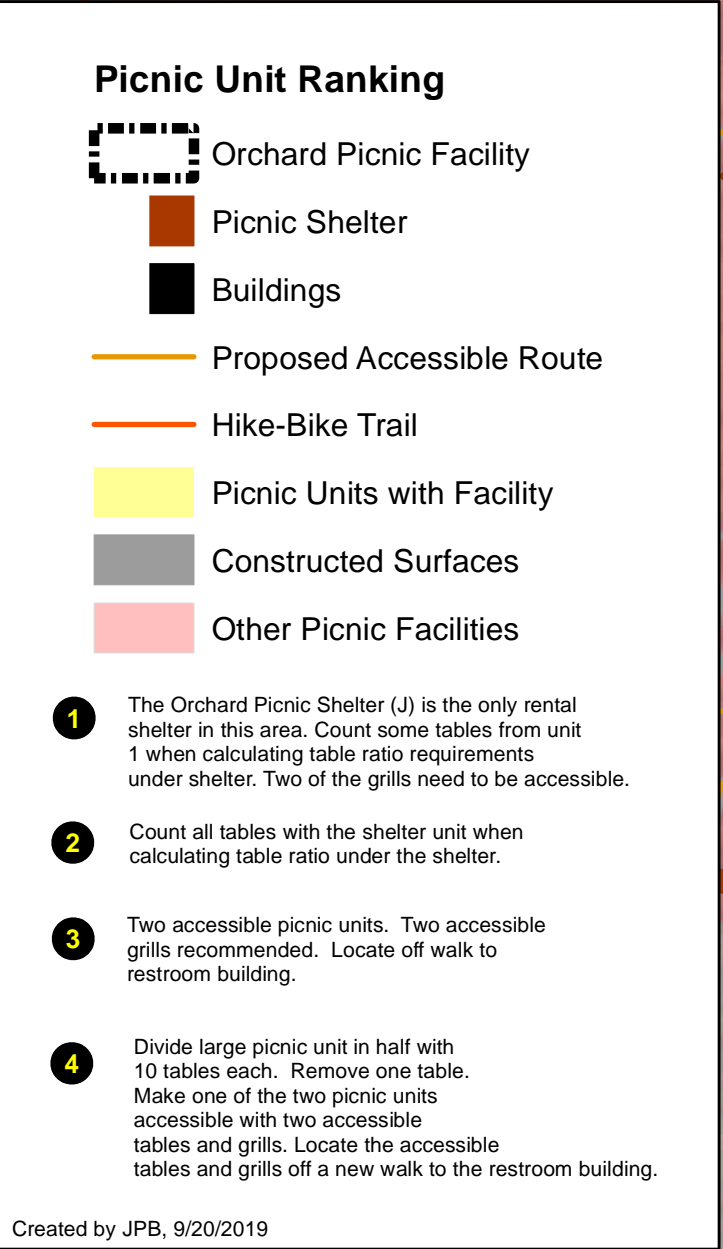 Picnic Unit Ranking
Orchard Picnic Facility
Picnic Shelter
Buildings
Proposed Accessible Route
Hike-Bike Trail
Picnic Units with Facility
Constructed Surfaces
Other Picnic Facilities
1
The Orchard Picnic Shelter (J) is the only rental
shelter in this area. Count some tables from unit
1 when calculating table ratio requirements
under shelter. Two of the grills need to be accessible.
2
Count all tables with the shelter unit when
calculating table ratio under the shelter.
3
Two accessible picnic units.  Two accessible
grills recommended.  Locate off walk to
restroom building.
4
Divide large picnic unit in half with
10 tables each.  Remove one table.
Make one of the two picnic units
accessible with two accessible
tables and grills. Locate the accessible
tables and grills off a new walk to the restroom building.
Created by JPB, 9/20/2019